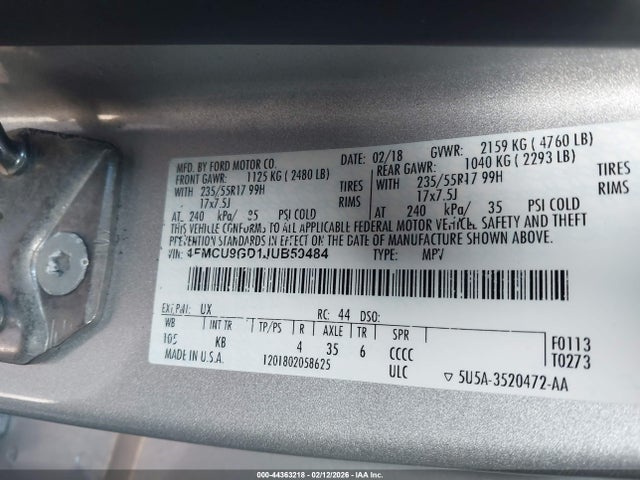 MFD. BY FORD MOTOR CO. DATE: 02/18 GVWR: 2159 KG ( 4760 LB)
FRONT GAWR: 1125 KG ( 2480 LB) REAR GAWR: 1040 KG ( 2293 LB)
WITH 235/55R17 99H TIRES WITH 235/55R17 99H TIRES
17x7.5J RIMS 17x7.5J RIMS
AT 240 kPa/ 35 PSI COLD AT 240 kPa/ 35 PSI COLD
THIS VEHICLE CONFORMS TO ALL APPLICABLE FEDERAL MOTOR VEHICLE SAFETY AND THEFT
PREVENTION STANDARDS IN EFFECT ON THE DATE OF MANUFACTURE SHOWN ABOVE.
VIN: 1FMCU9GD1JUB50484 TYPE: MPV
EXT PNT: UX RC: 44 DSO:
WB INT TR TP/PS R AXLE TR SPR F0113
105 KB 4 35 6 CCCC T0273
MADE IN U.S.A. 1201802058625 ULC ▽ 5U5A-3520472-AA
000-44363218 - 02/12/2026 - IAA Inc.